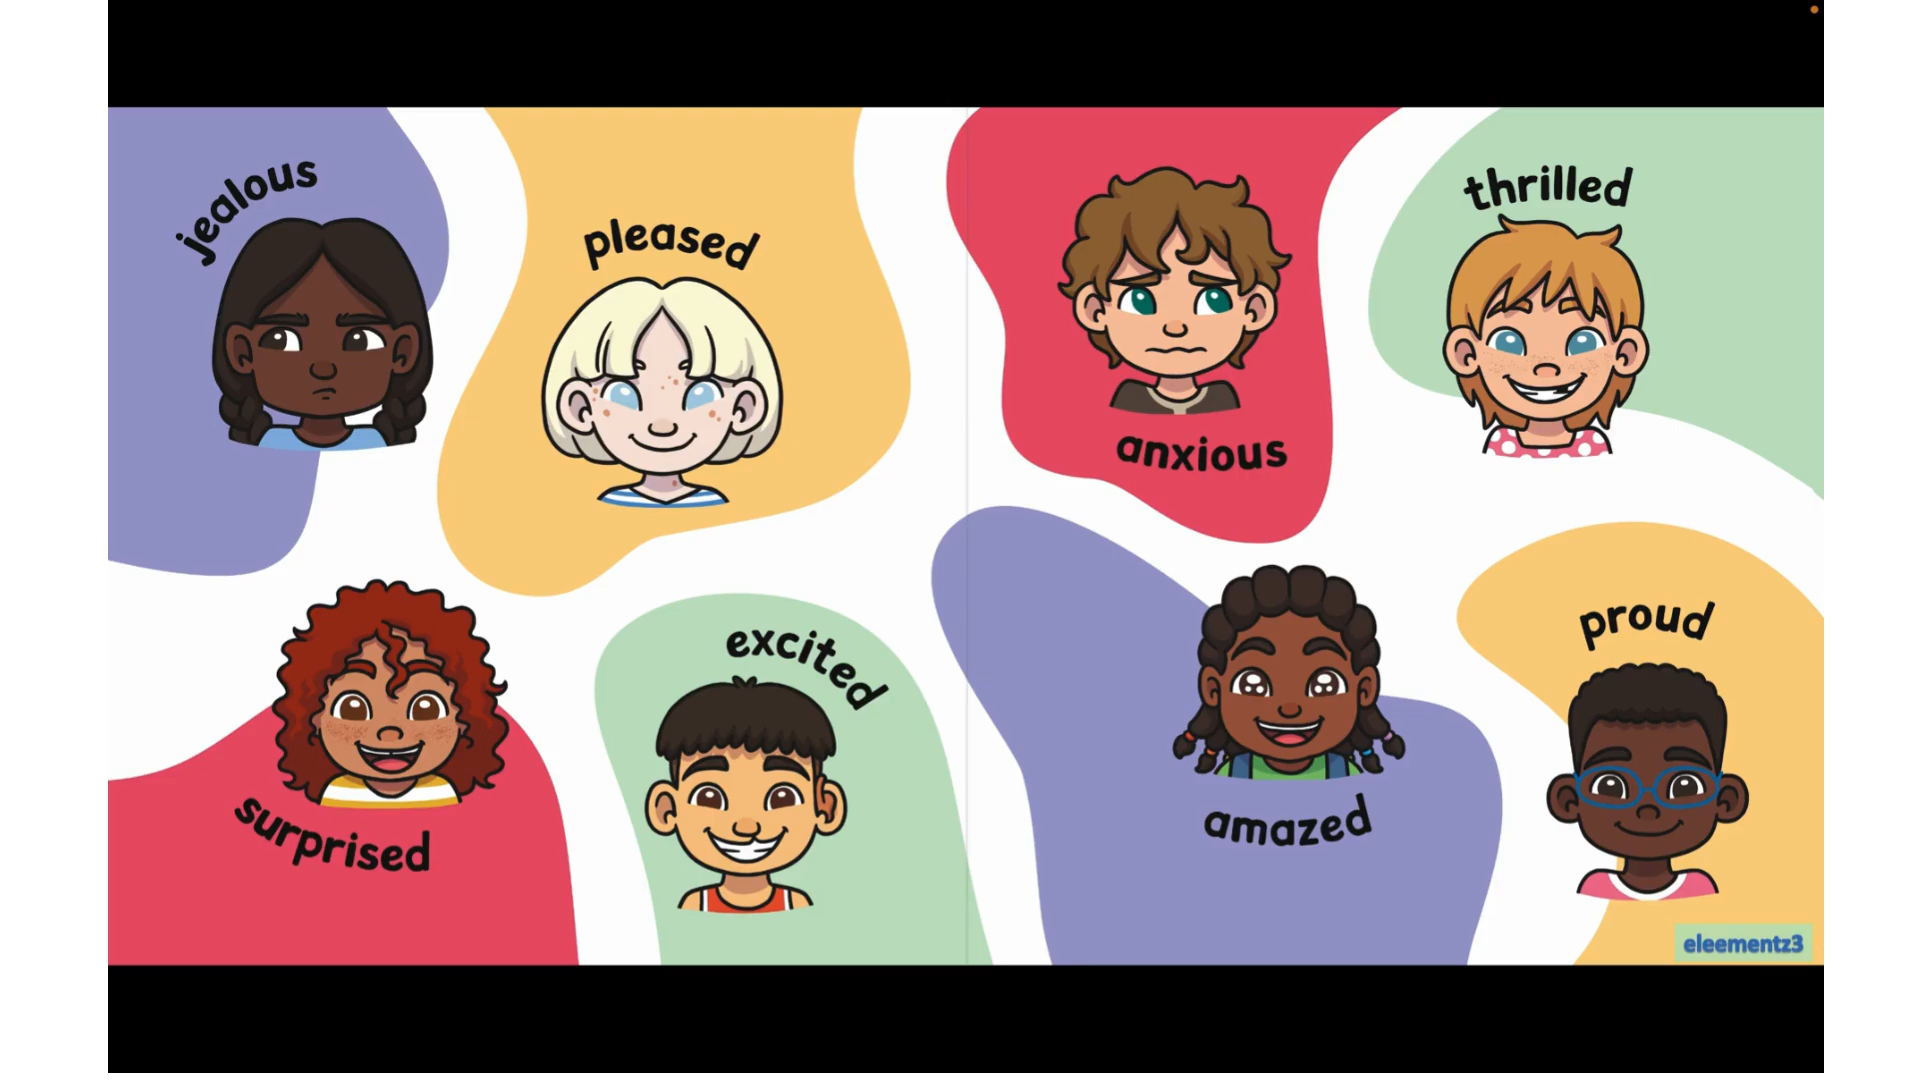 jealous
pleased
anxious
thrilled
surprised
excited
amazed
proud
eleementz3